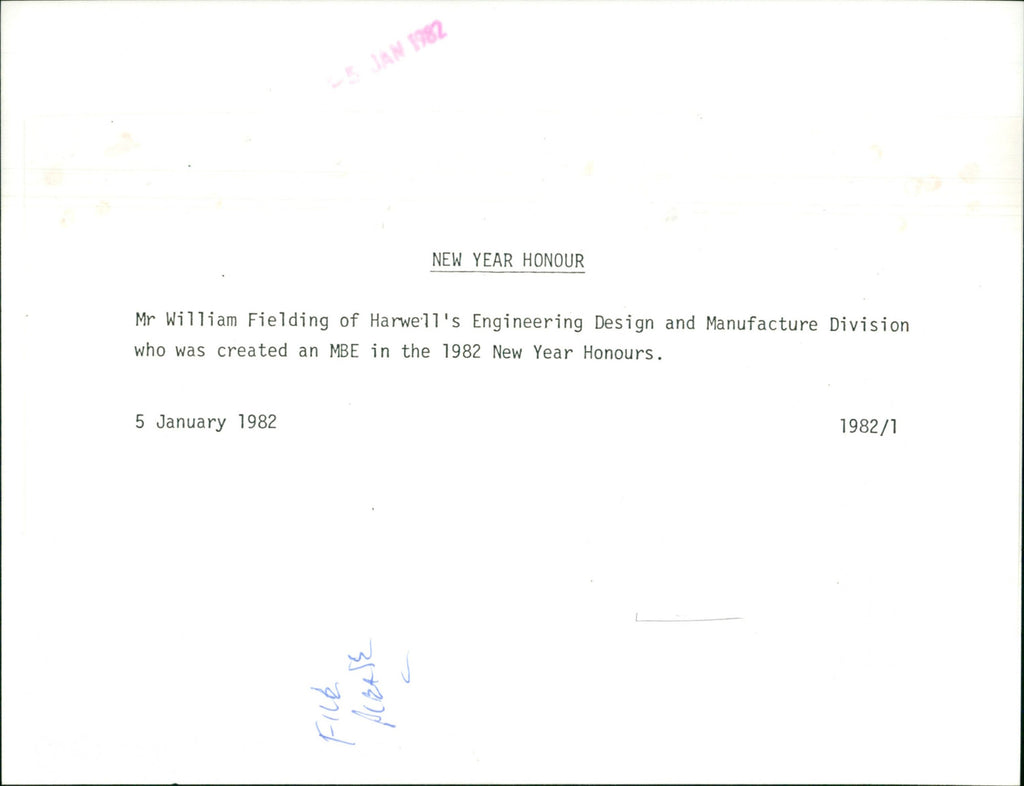 -5 JAN 1982
NEW YEAR HONOUR
Mr William Fielding of Harwell's Engineering Design and Manufacture Division
who was created an MBE in the 1982 New Year Honours.
5 January 1982 1982/1
File
please